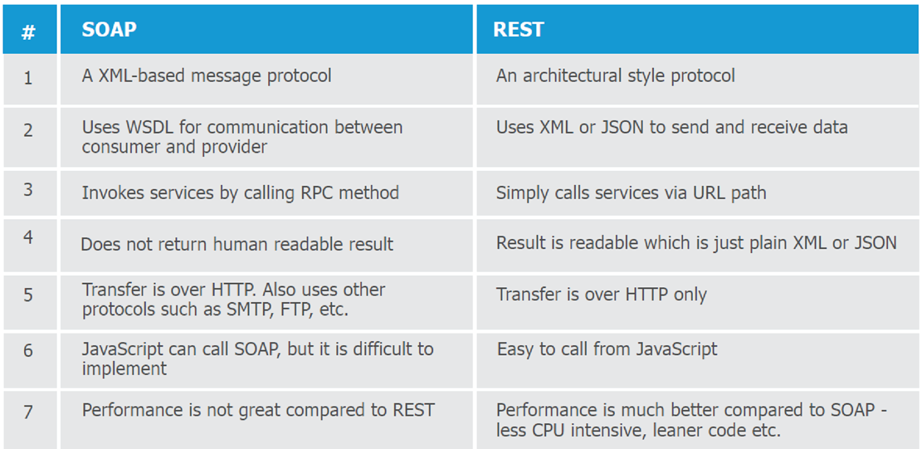 # SOAP REST
1 A XML-based message protocol An architectural style protocol
2 Uses WSDL for communication between Uses XML or JSON to send and receive data
consumer and provider
3 Invokes services by calling RPC method Simply calls services via URL path
4 Does not return human readable result Result is readable which is just plain XML or JSON
5 Transfer is over HTTP. Also uses other Transfer is over HTTP only
protocols such as SMTP, FTP, etc.
6 JavaScript can call SOAP, but it is difficult to Easy to call from JavaScript
implement
7 Performance is not great compared to REST Performance is much better compared to SOAP -
less CPU intensive, leaner code etc.